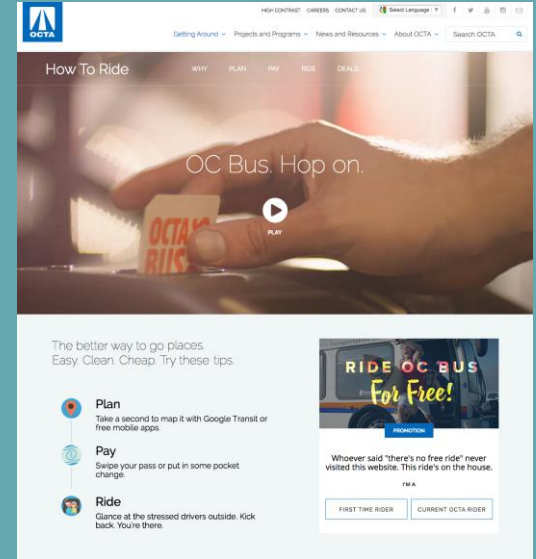 HIGH CONTRAST CAREERS CONTACT US Select Language ▼
OCTA
Getting Around Projects and Programs News and Resources About OCTA Search OCTA
How To Ride WHY PLAN PAY RIDE DEALS
OC Bus. Hop on.
PLAY
OCTA
BUS
The better way to go places.
Easy. Clean. Cheap. Try these tips.
Plan
Take a second to map it with Google Transit or
free mobile apps.
Pay
Swipe your pass or put in some pocket
change.
Ride
Glance at the stressed drivers outside. Kick
back. You're there.
RIDE OC BUS
For Free!
PROMOTION
Whoever said "there's no free ride" never
visited this website. This ride's on the house.
I'M A
FIRST TIME RIDER CURRENT OCTA RIDER